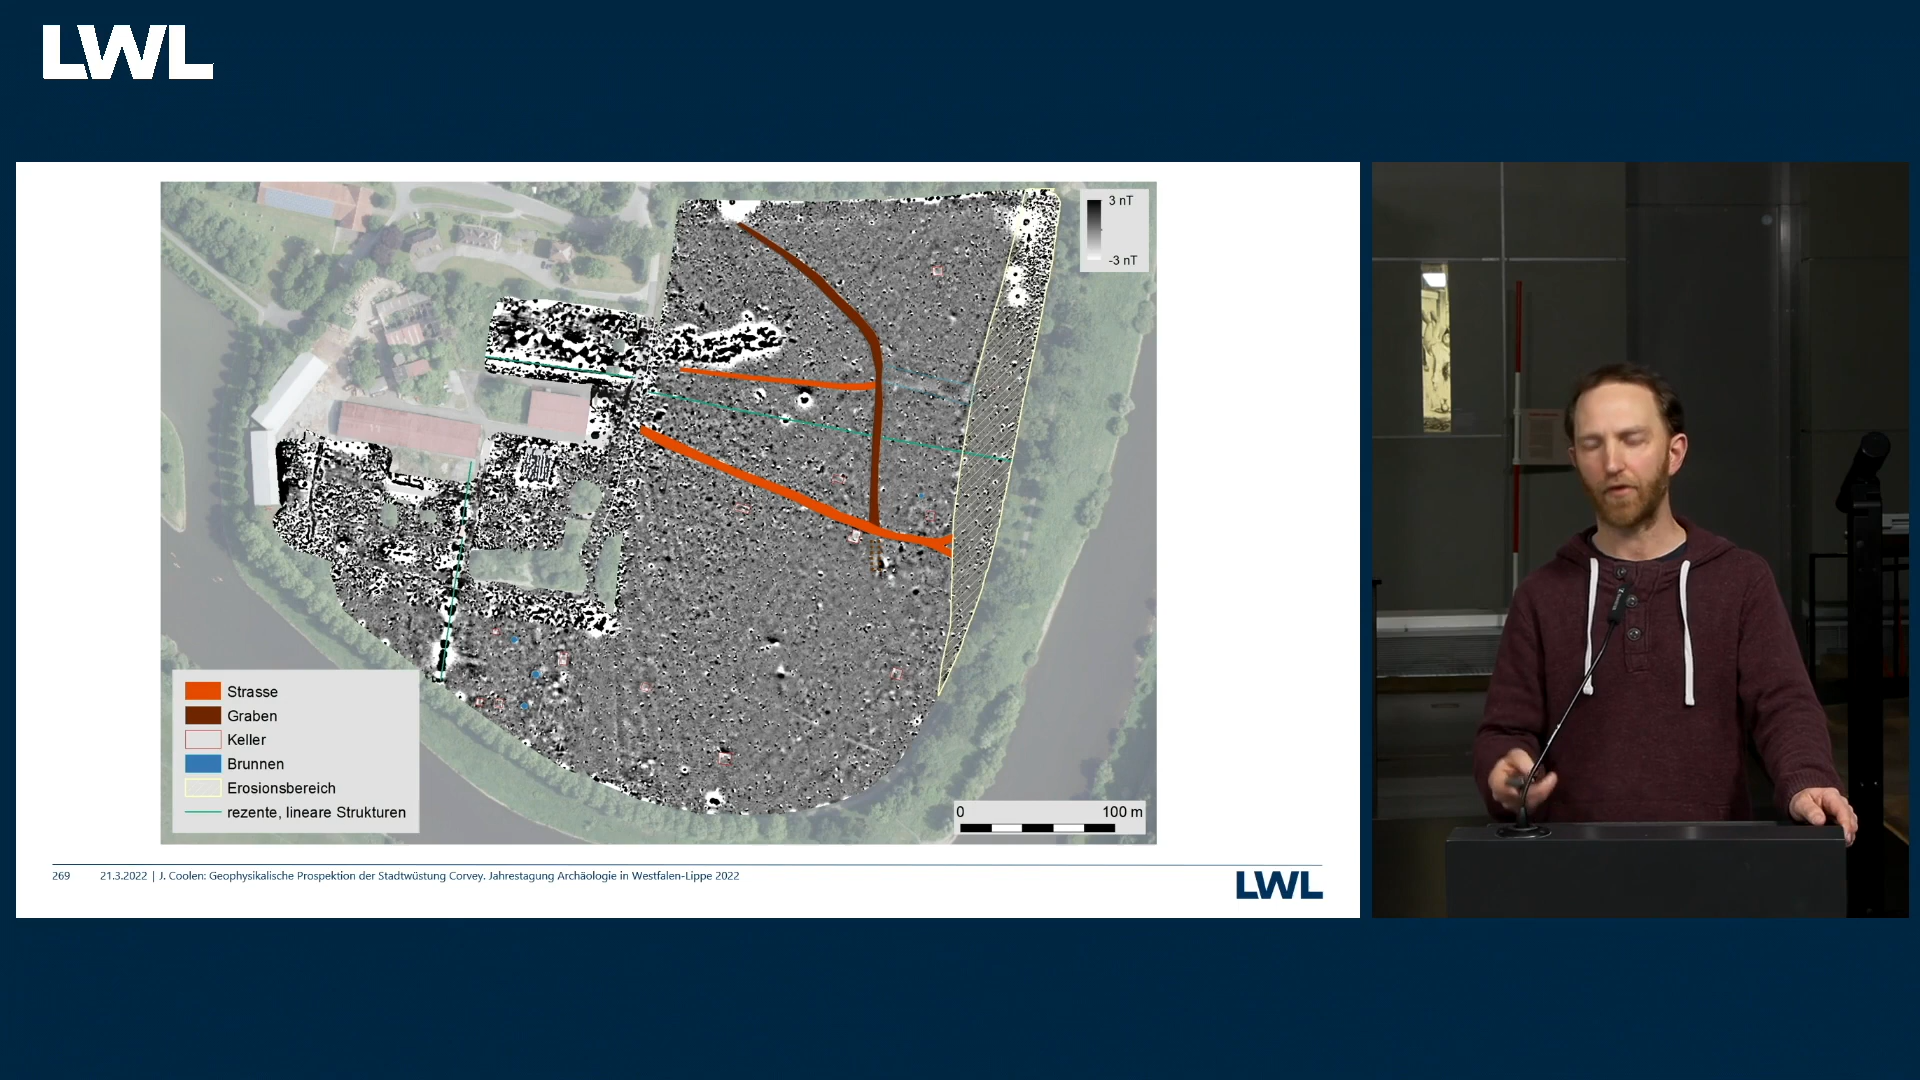 LWL
3 nT
-3 nT
Strasse
Graben
Keller
Brunnen
Erosionsbereich
rezente, lineare Strukturen
0 100 m
269 21.3.2022 | J. Coolen: Geophysikalische Prospektion der Stadtwüstung Corvey. Jahrestagung Archäologie in Westfalen-Lippe 2022
LWL